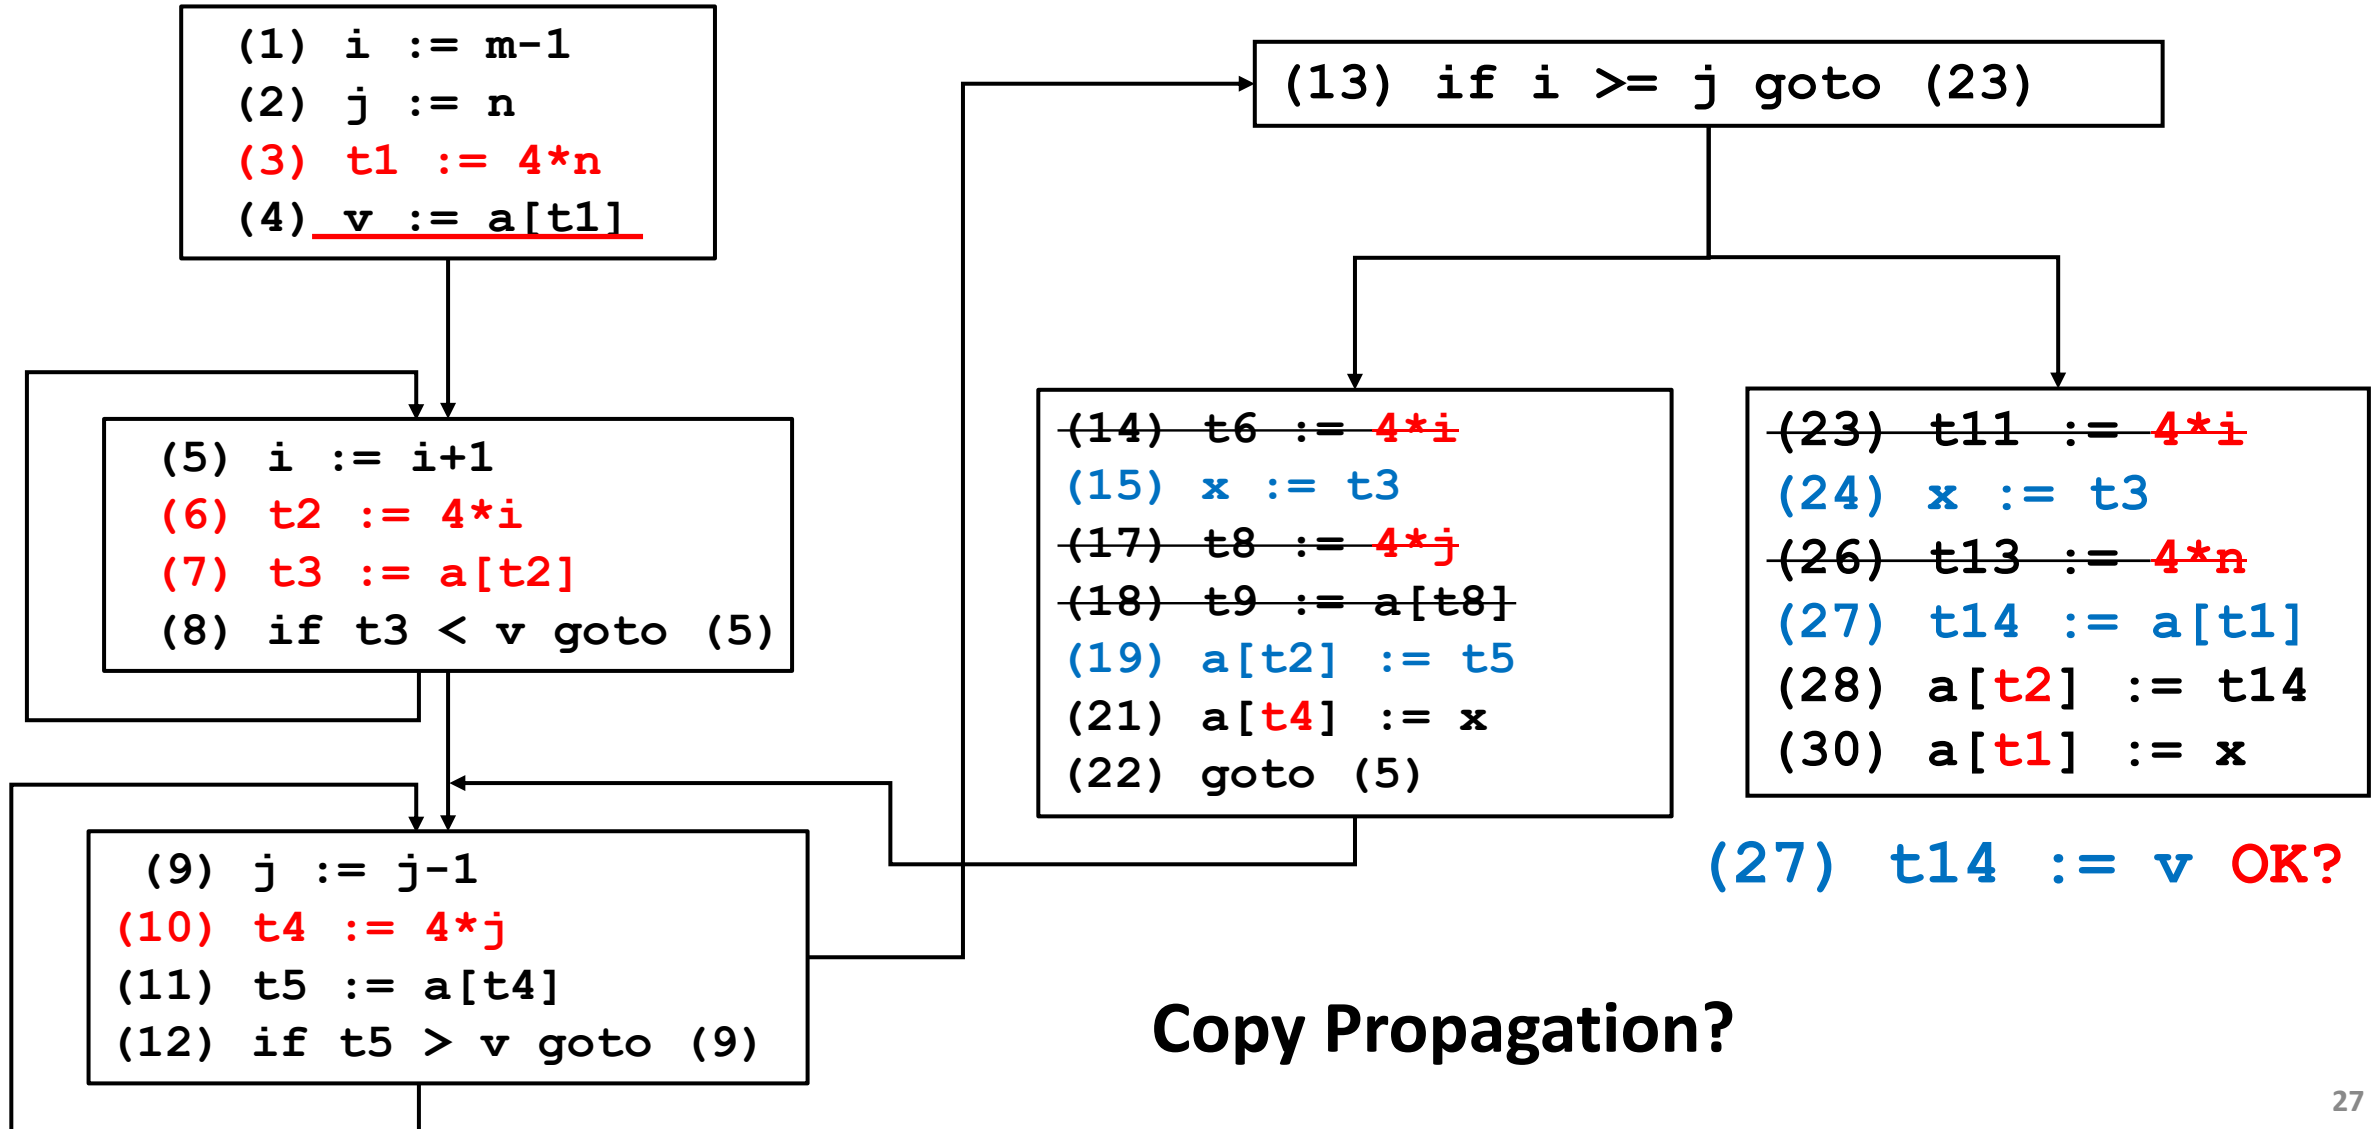 (1) i := m-1
(2) j := n
(3) t1 := 4*n
(4) v := a[t1]
(5) i := i+1
(6) t2 := 4*i
(7) t3 := a[t2]
(8) if t3 < v goto (5)
(9) j := j-1
(10) t4 := 4*j
(11) t5 := a[t4]
(12) if t5 > v goto (9)
(13) if i >= j goto (23)
(14) t6 := 4*i
(15) x := t3
(17) t8 := 4*j
(18) t9 := a[t8]
(19) a[t2] := t5
(21) a[t4] := x
(22) goto (5)
(23) t11 := 4*i
(24) x := t3
(26) t13 := 4*n
(27) t14 := a[t1]
(28) a[t2] := t14
(30) a[t1] := x
(27) t14 := v OK?
Copy Propagation?
27